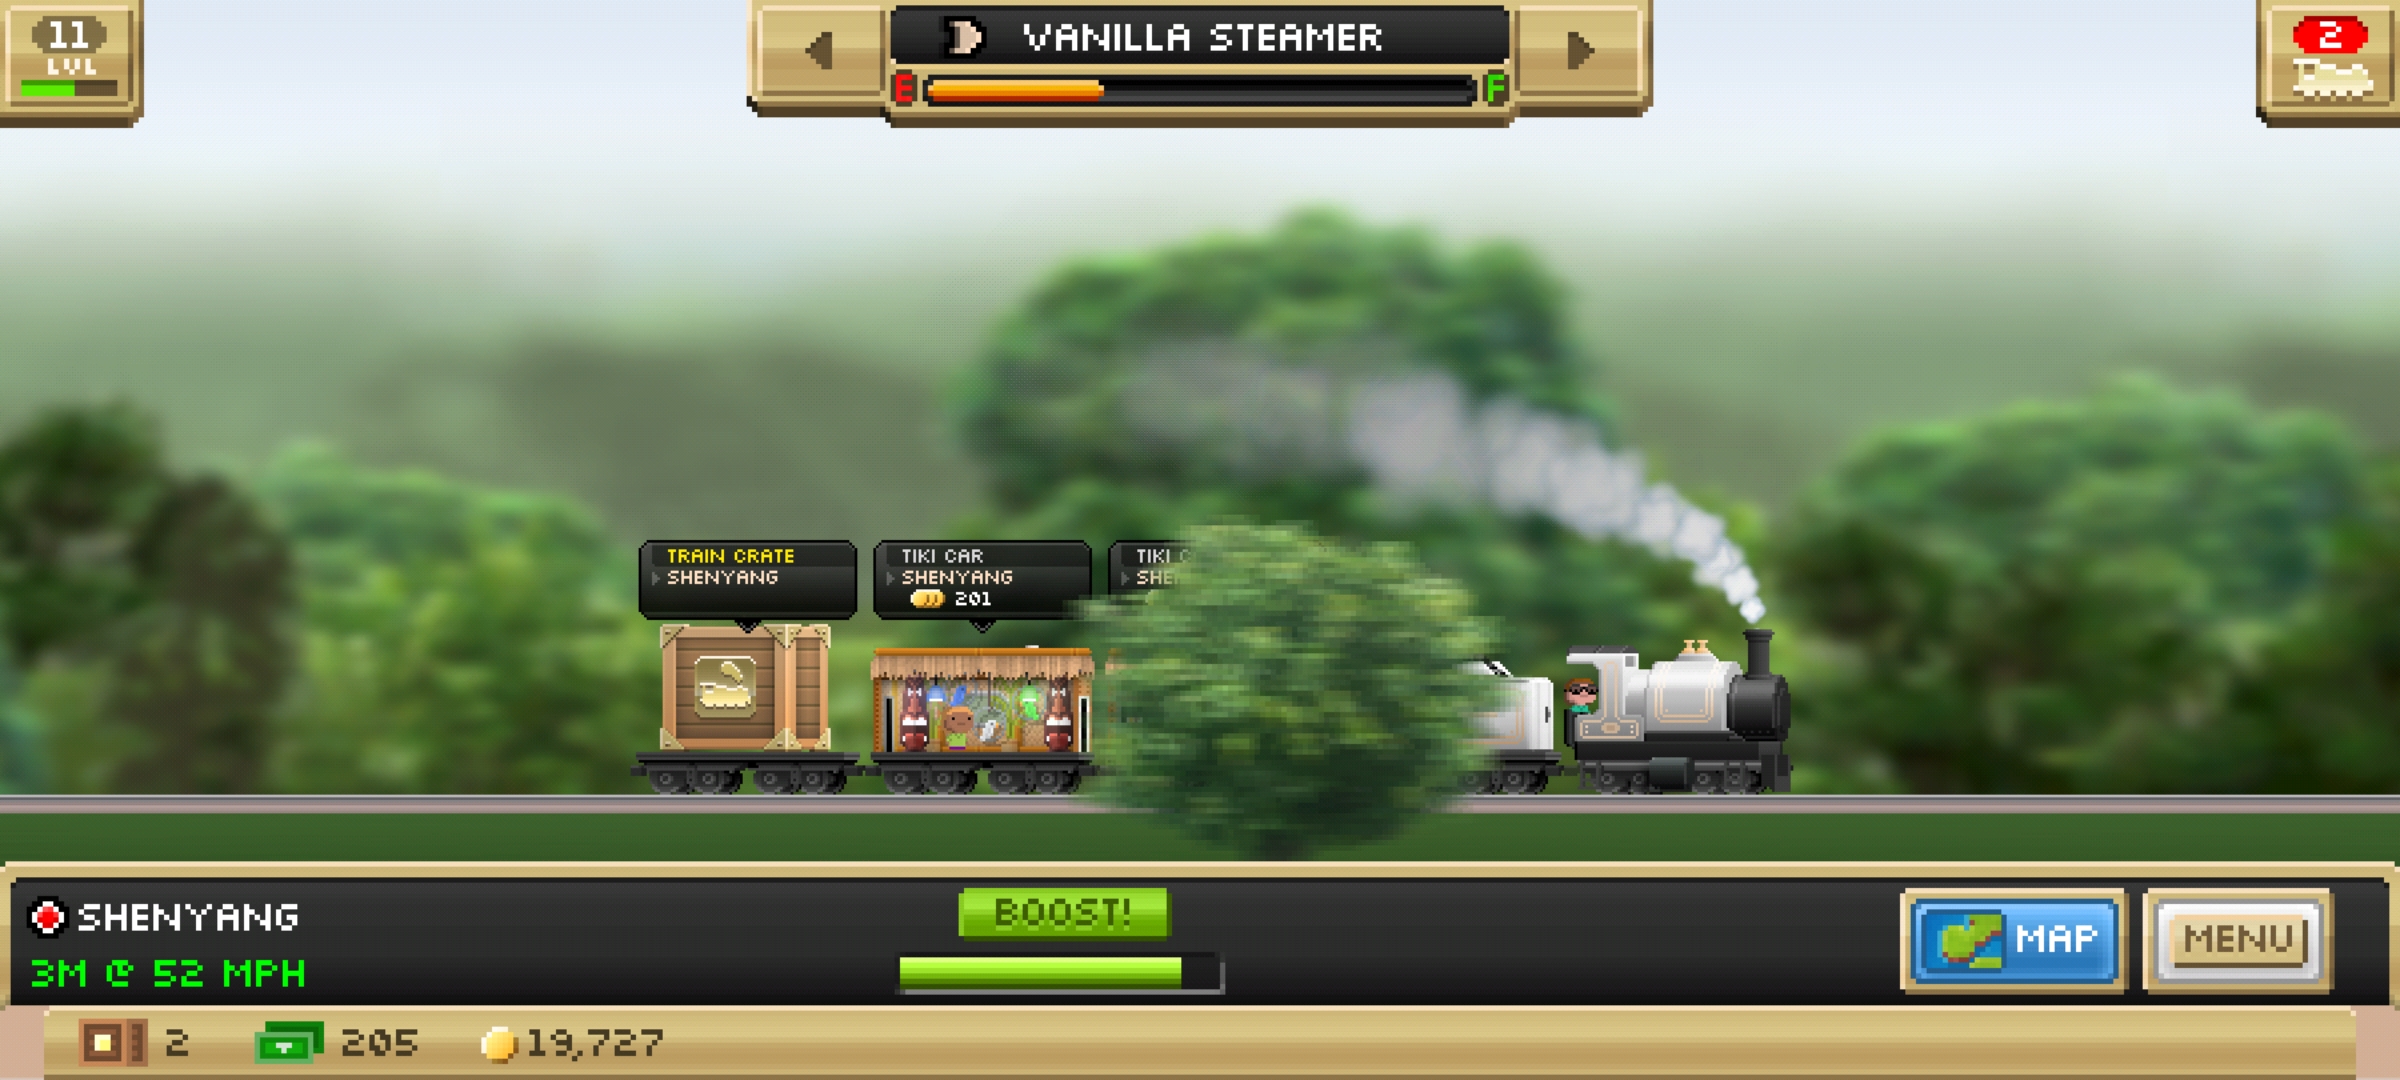 11
LVL
VANILLA STEAMER
E F
2
TRAIN CRATE
SHENYANG
TIKI CAR
SHENYANG
201
TIKI
SHENYANG
3M @ 52 MPH
BOOST!
MAP
MENU
2
205
19,727